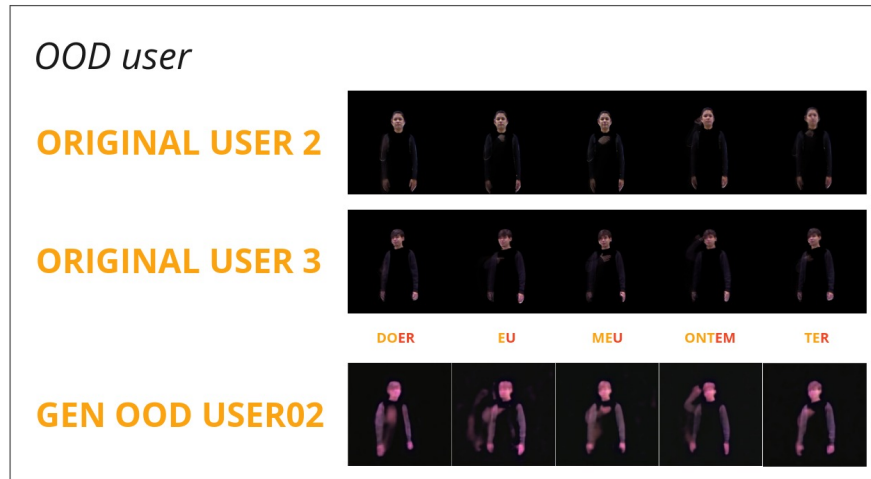 OOD user
ORIGINAL USER 2
ORIGINAL USER 3
DOER EU MEU ONTEM TER
GEN OOD USER02